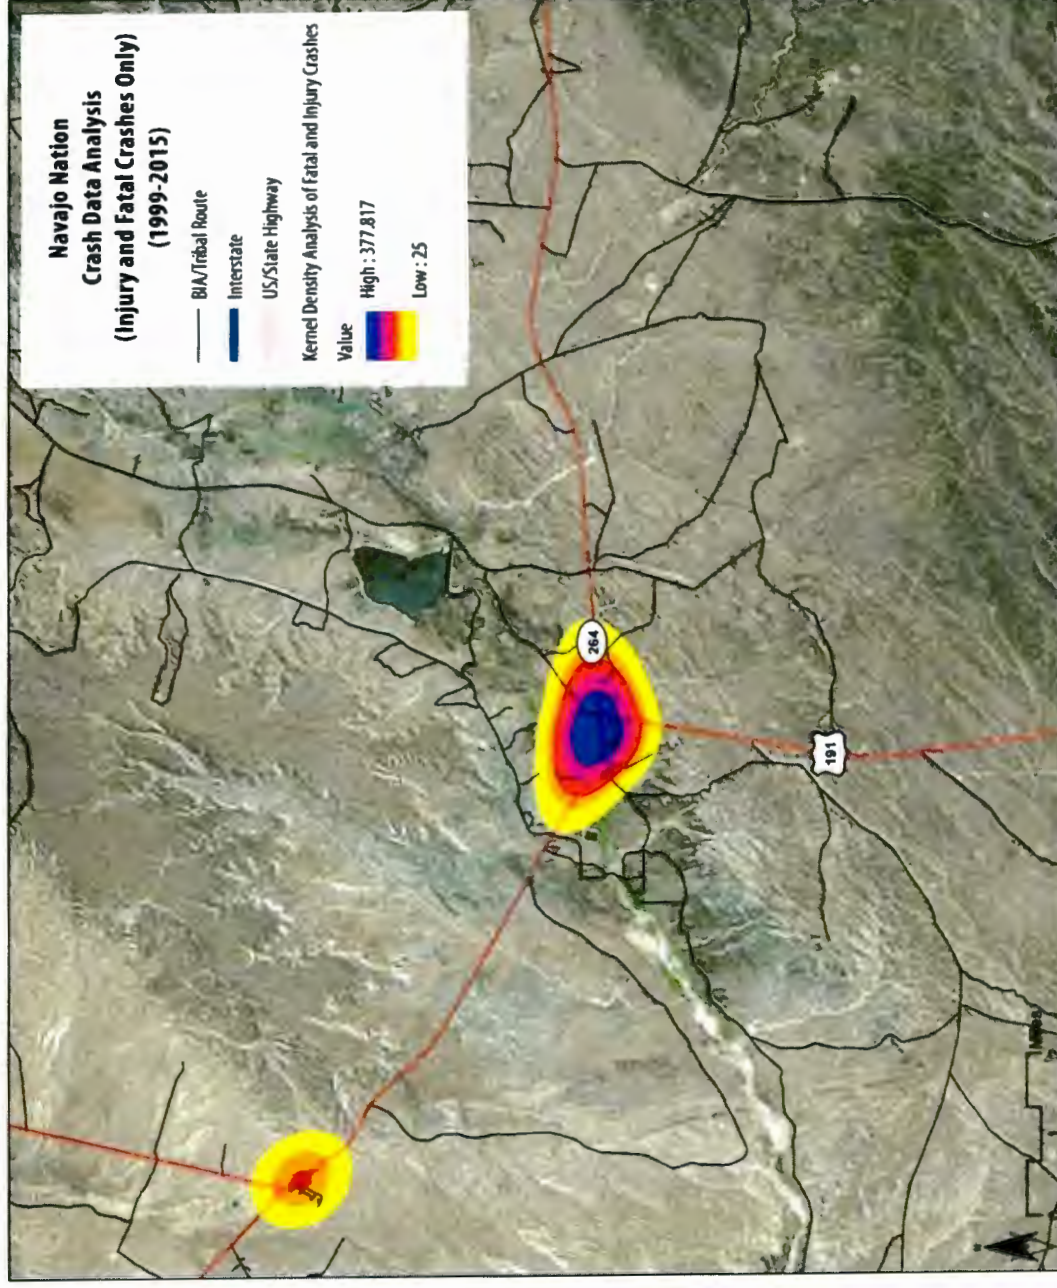 Navajo Nation
Crash Data Analysis
(Injury and Fatal Crashes Only)
(1999-2015)
BIA/Tribal Route
Interstate
US/State Highway
Kernel Density Analysis of Fatal and Injury Crashes
Value
High : 377.817
Low : 25
264
191